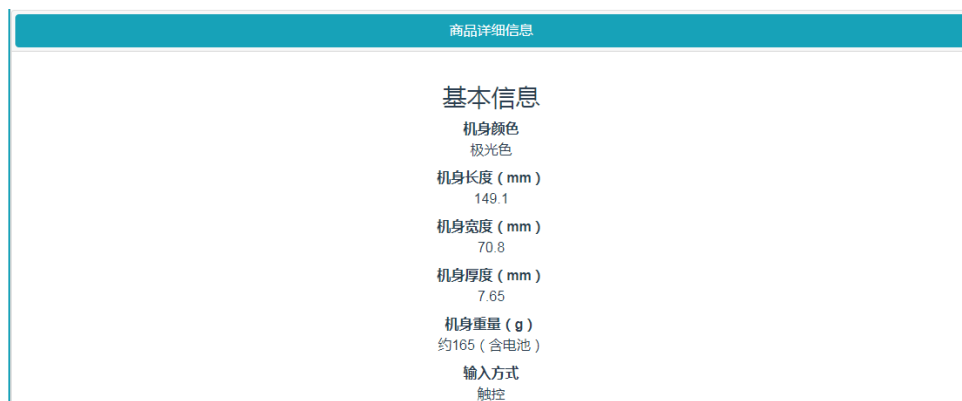 商品详细信息
基本信息
机身颜色
极光色
机身长度（mm）
149.1
机身宽度（mm）
70.8
机身厚度（mm）
7.65
机身重量（g）
约165（含电池）
输入方式
触控